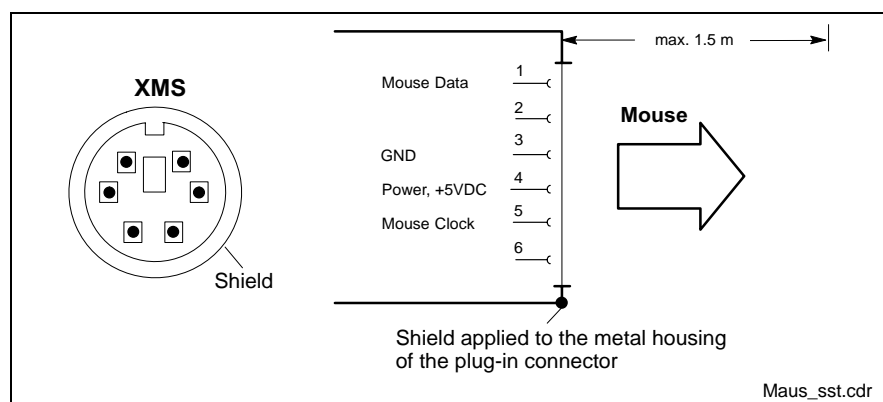 max. 1.5 m
XMS
Mouse
Mouse Data 1
2
GND 3
Power, +5VDC 4
Mouse Clock 5
6
Shield
Shield applied to the metal housing
of the plug-in connector
Maus_sst.cdr